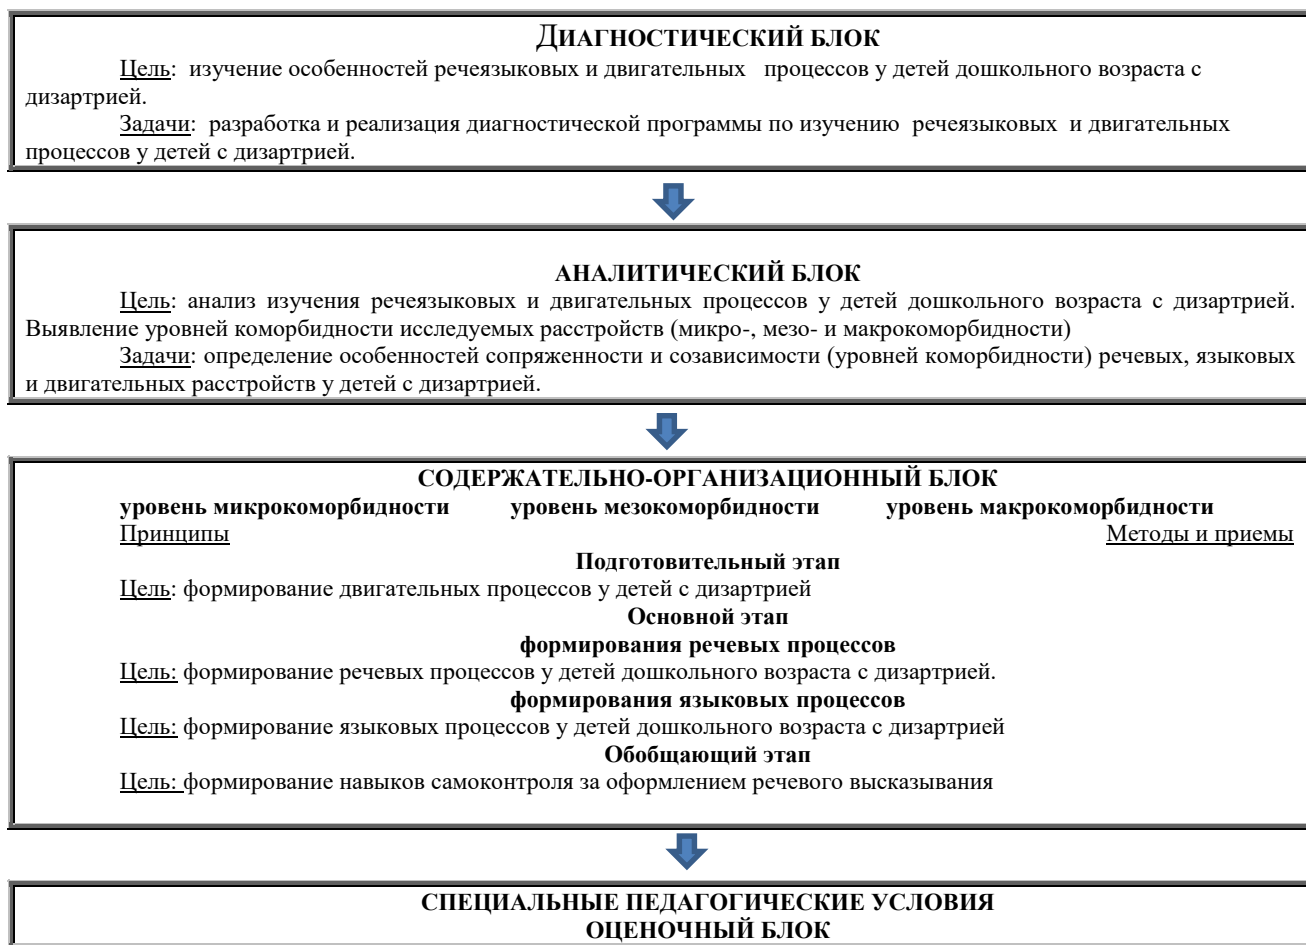 ДИАГНОСТИЧЕСКИЙ БЛОК
Цель: изучение особенностей речеязыковых и двигательных процессов у детей дошкольного возраста с
дизартрией.
Задачи: разработка и реализация диагностической программы по изучению речеязыковых и двигательных
процессов у детей с дизартрией.
АНАЛИТИЧЕСКИЙ БЛОК
Цель: анализ изучения речеязыковых и двигательных процессов у детей дошкольного возраста с дизартрией.
Выявление уровней коморбидности исследуемых расстройств (микро-, мезо- и макрокоморбидности)
Задачи: определение особенностей сопряженности и созависимости (уровней коморбидности) речевых, языковых
и двигательных расстройств у детей с дизартрией.
СОДЕРЖАТЕЛЬНО-ОРГАНИЗАЦИОННЫЙ БЛОК
уровень микрокоморбидности уровень мезокоморбидности уровень макрокоморбидности
Принципы Методы и приемы
Подготовительный этап
Цель: формирование двигательных процессов у детей с дизартрией
Основной этап
формирования речевых процессов
Цель: формирование речевых процессов у детей дошкольного возраста с дизартрией.
формирования языковых процессов
Цель: формирование языковых процессов у детей дошкольного возраста с дизартрией
Обобщающий этап
Цель: формирование навыков самоконтроля за оформлением речевого высказывания
СПЕЦИАЛЬНЫЕ ПЕДАГОГИЧЕСКИЕ УСЛОВИЯ
ОЦЕНОЧНЫЙ БЛОК